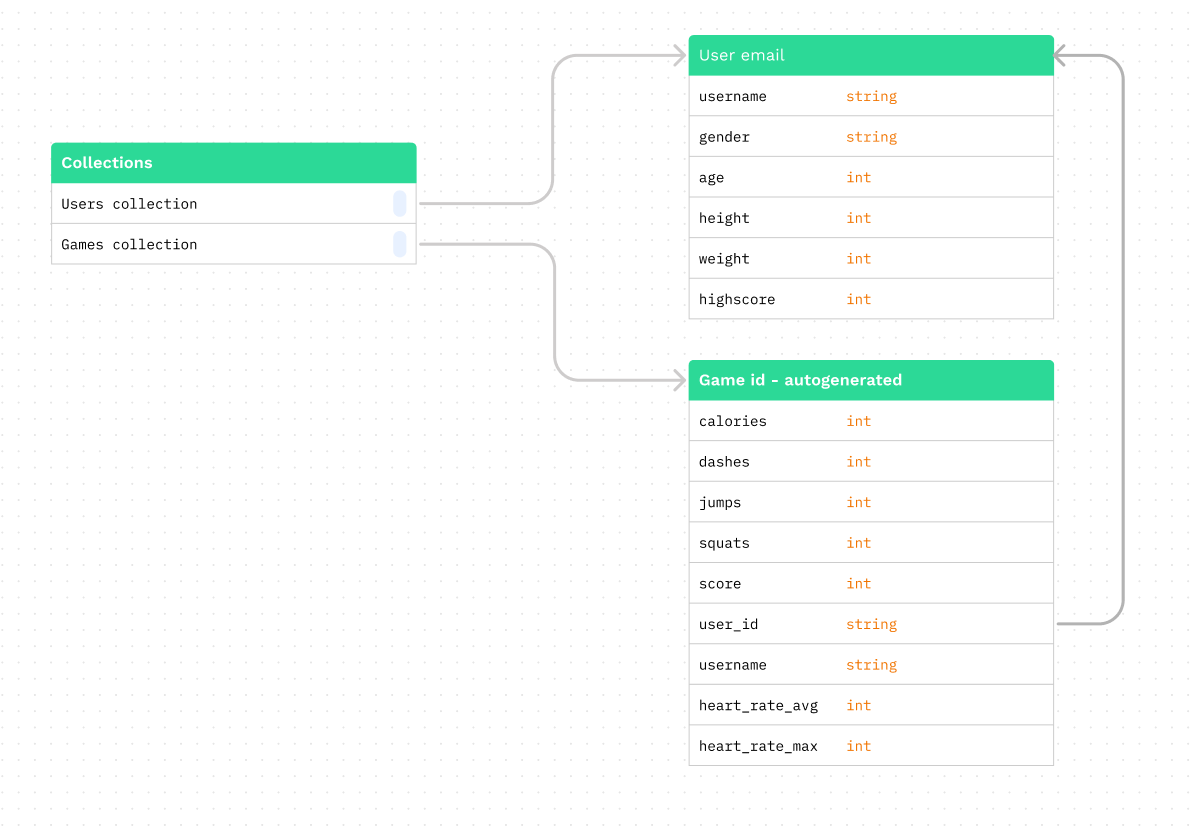 Collections
Users collection
Games collection
User email
username string
gender string
age int
height int
weight int
highscore int
Game id - autogenerated
calories int
dashes int
jumps int
squats int
score int
user_id string
username string
heart_rate_avg int
heart_rate_max int